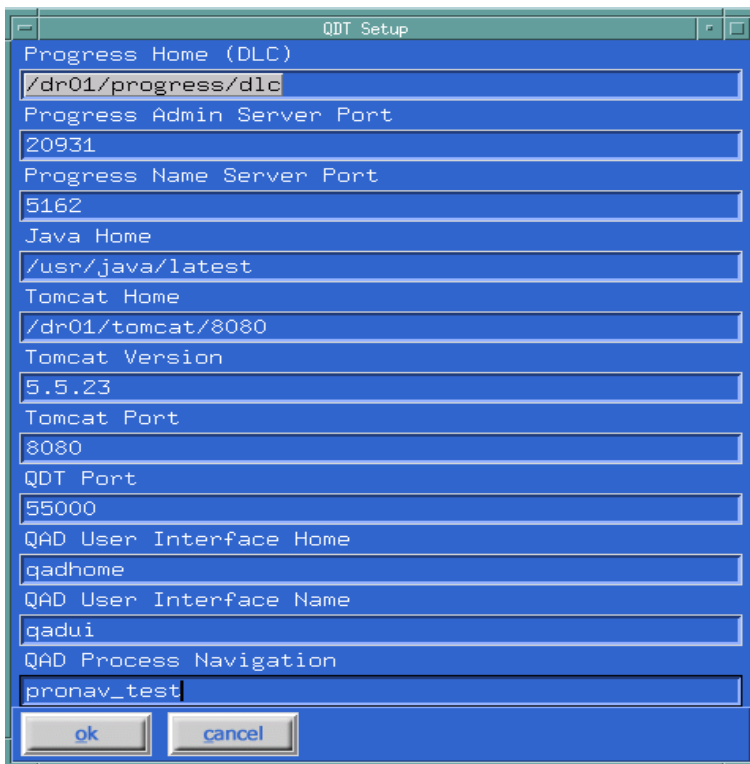 QDT Setup
Progress Home (DLC)
/dr01/progress/dlc
Progress Admin Server Port
20931
Progress Name Server Port
5162
Java Home
/usr/java/latest
Tomcat Home
/dr01/tomcat/8080
Tomcat Version
5.5.23
Tomcat Port
8080
QDT Port
55000
QAD User Interface Home
qadhome
QAD User Interface Name
qadui
QAD Process Navigation
pronav_test
ok cancel